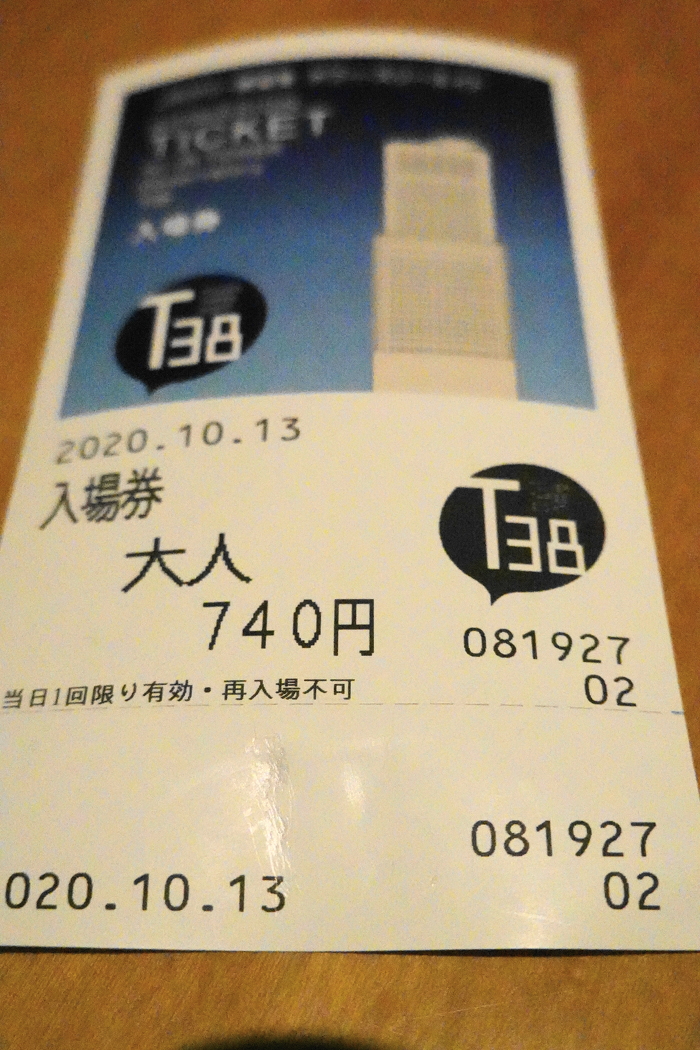 TICKET
入場券
T38
2020.10.13
入場券
T38
大人
740円
081927
02
当日1回限り有効・再入場不可
081927
020.10.13
02